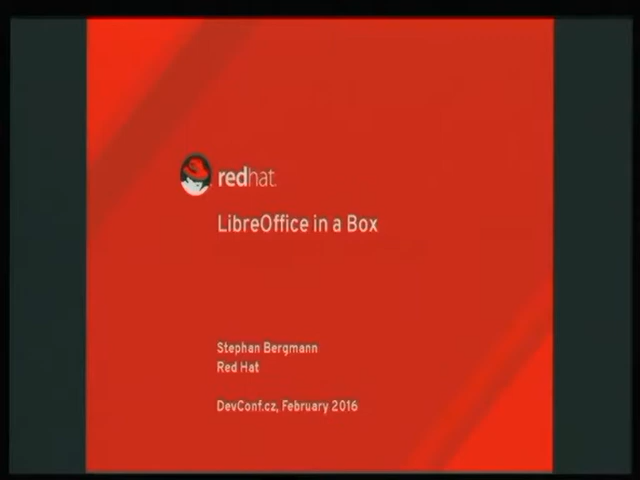 redhat
LibreOffice in a Box
Stephan Bergmann
Red Hat
DevConf.cz, February 2016